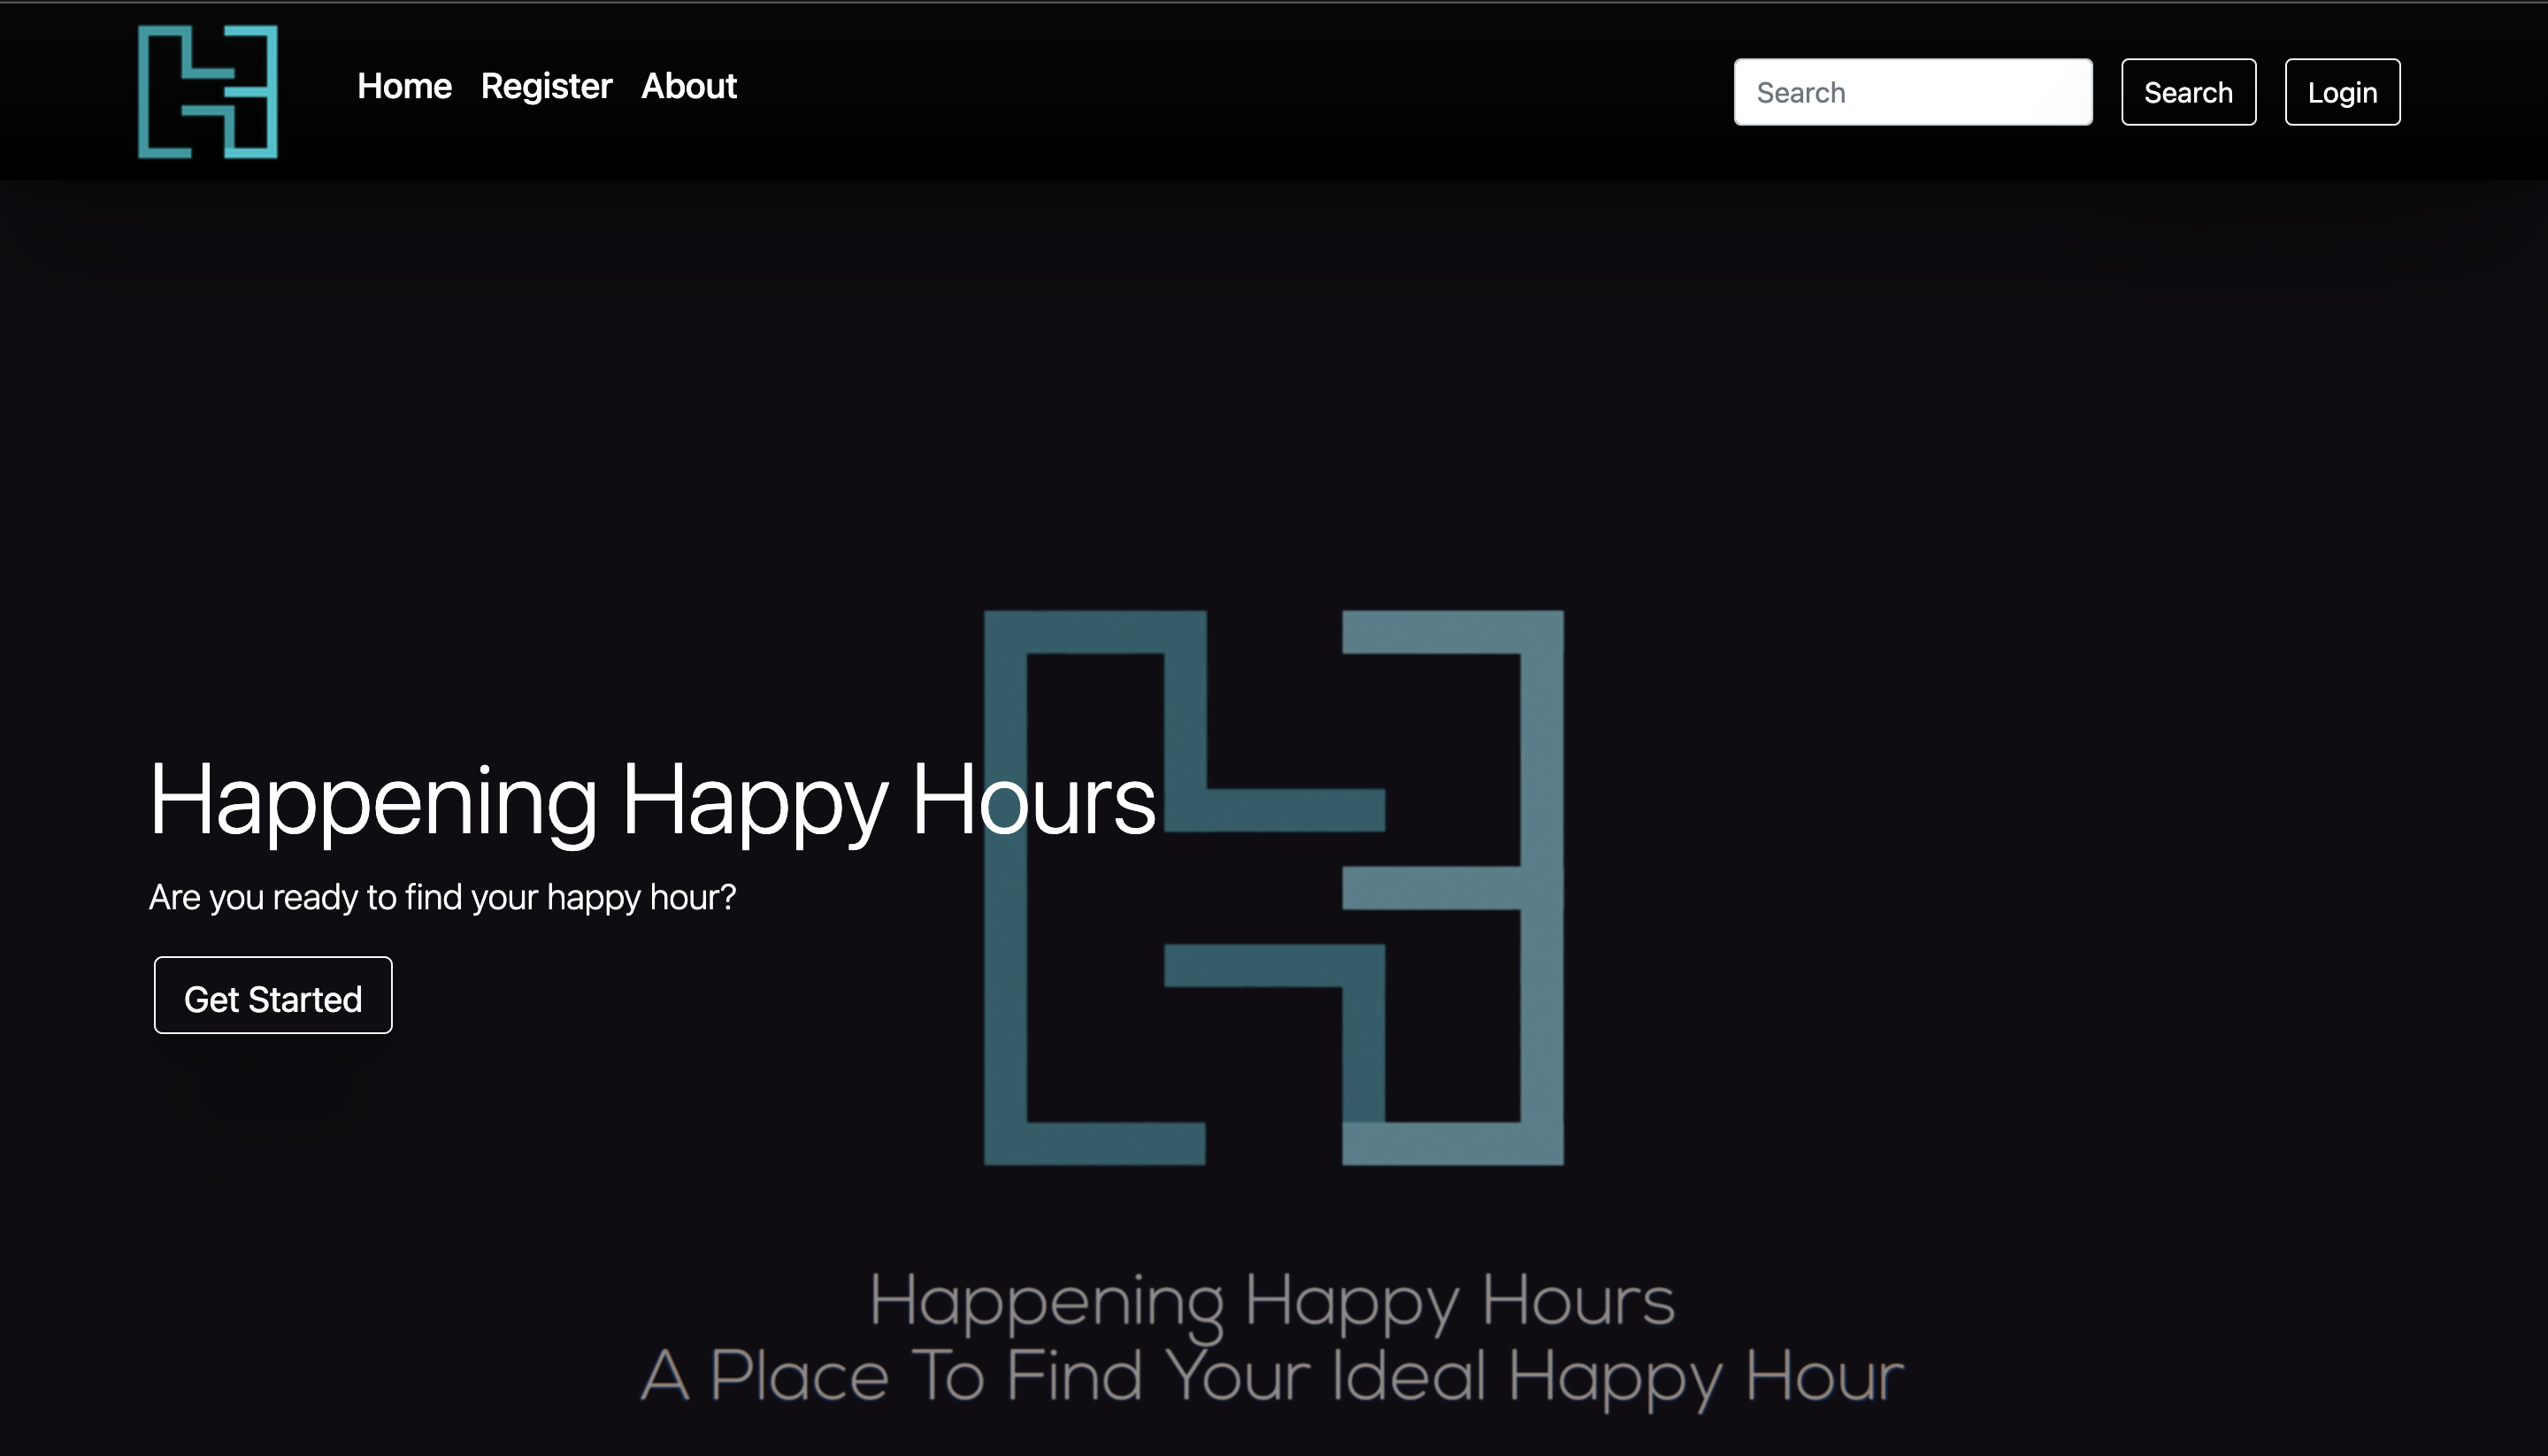 Home Register About Search Search Login
Happening Happy Hours
Are you ready to find your happy hour?
Get Started
Happening Happy Hours
A Place To Find Your Ideal Happy Hour